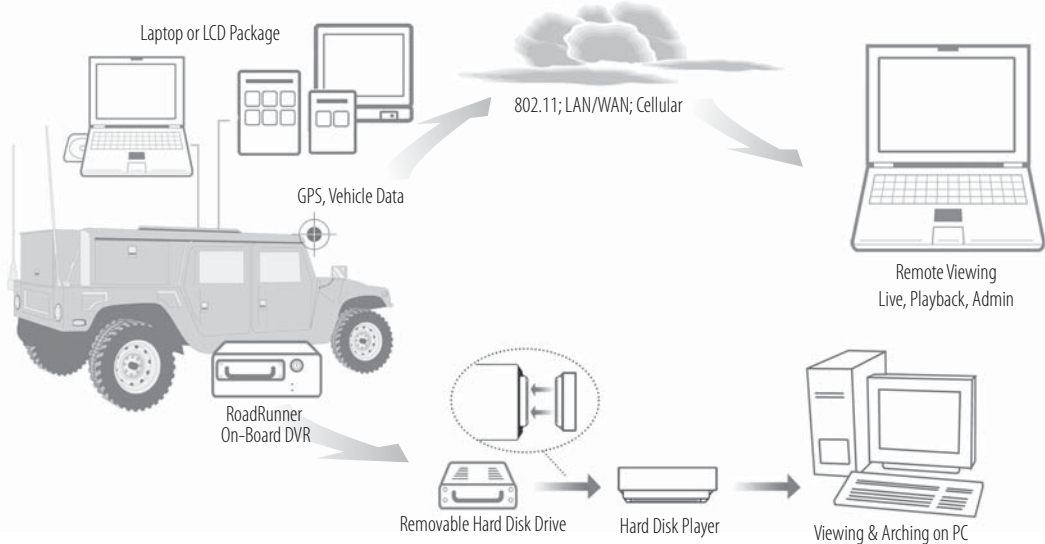 Laptop or LCD Package
802.11; LAN/WAN; Cellular
GPS, Vehicle Data
Remote Viewing
Live, Playback, Admin
RoadRunner
On-Board DVR
Removable Hard Disk Drive
Hard Disk Player
Viewing & Arching on PC